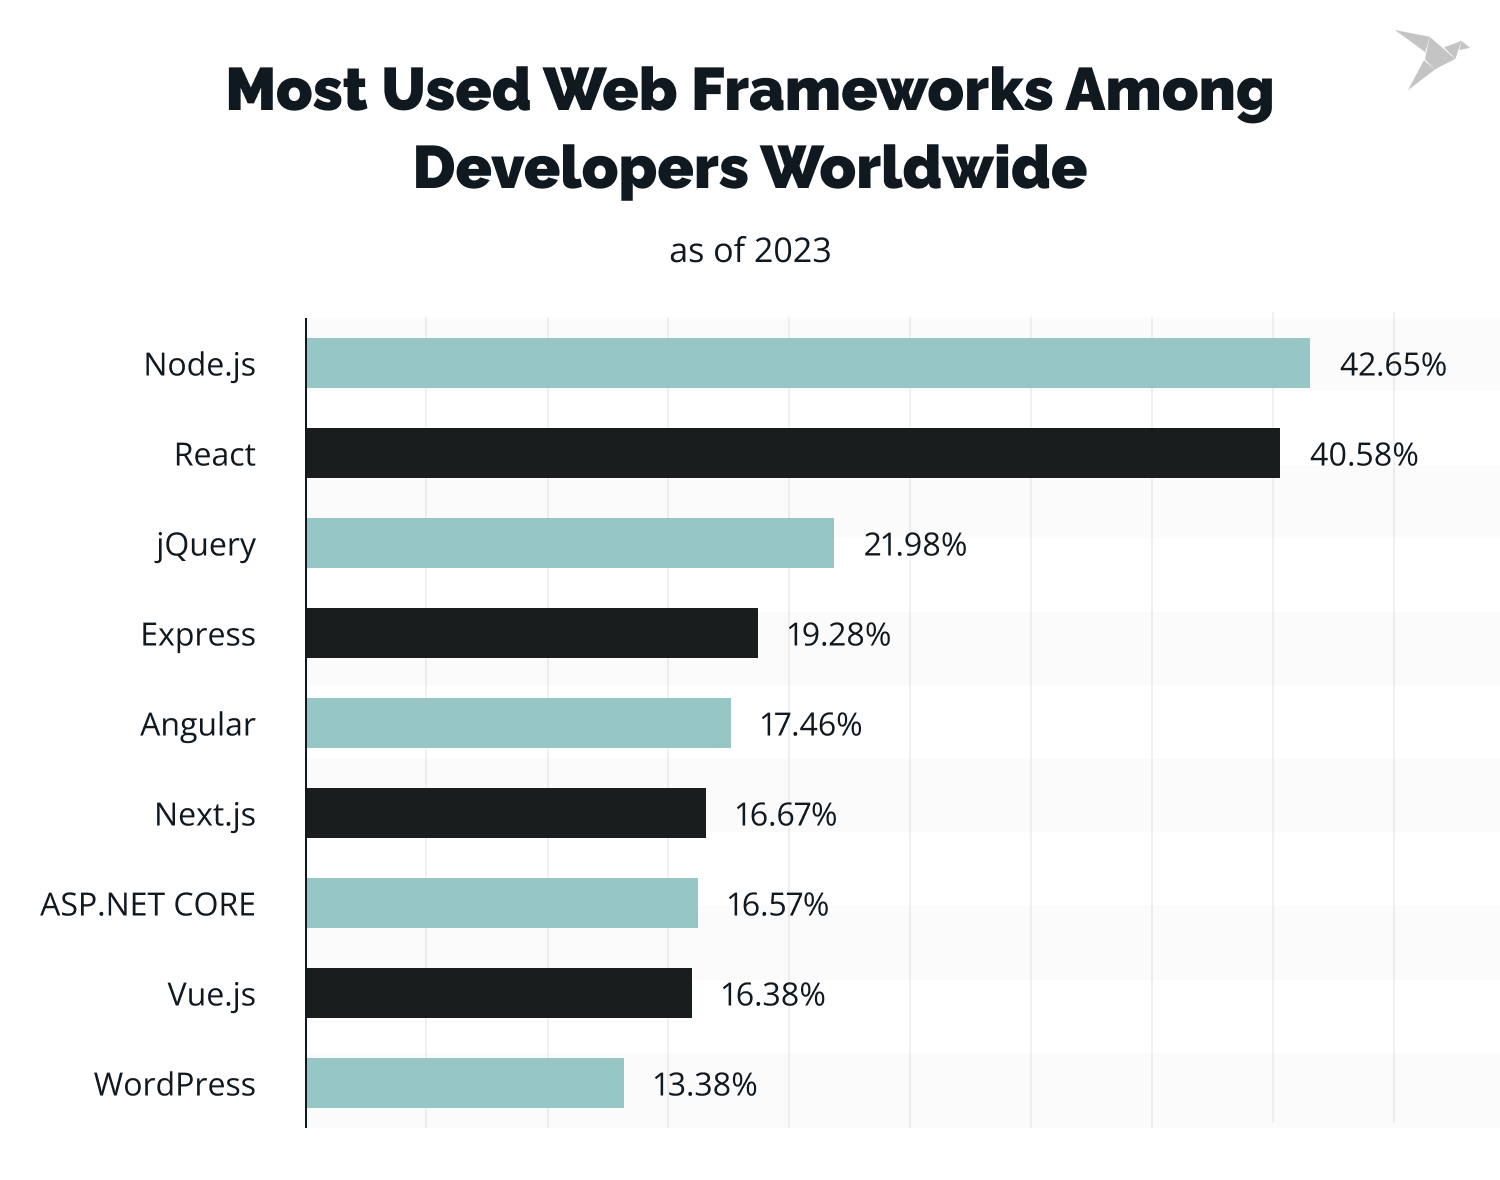 Most Used Web Frameworks Among
Developers Worldwide
as of 2023
Node.js 42.65%
React 40.58%
jQuery 21.98%
Express 19.28%
Angular 17.46%
Next.js 16.67%
ASP.NET CORE 16.57%
Vue.js 16.38%
WordPress 13.38%